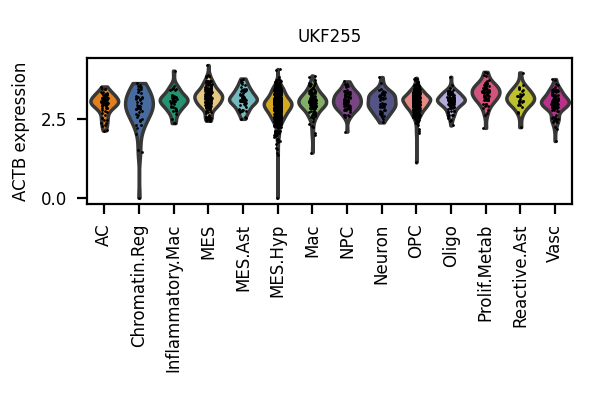 UKF255
ACTB expression
2.5
0.0
AC
Chromatin.Reg
Inflammatory.Mac
MES
MES.Ast
MES.Hyp
Mac
NPC
Neuron
OPC
Oligo
Prolif.Metab
Reactive.Ast
Vasc